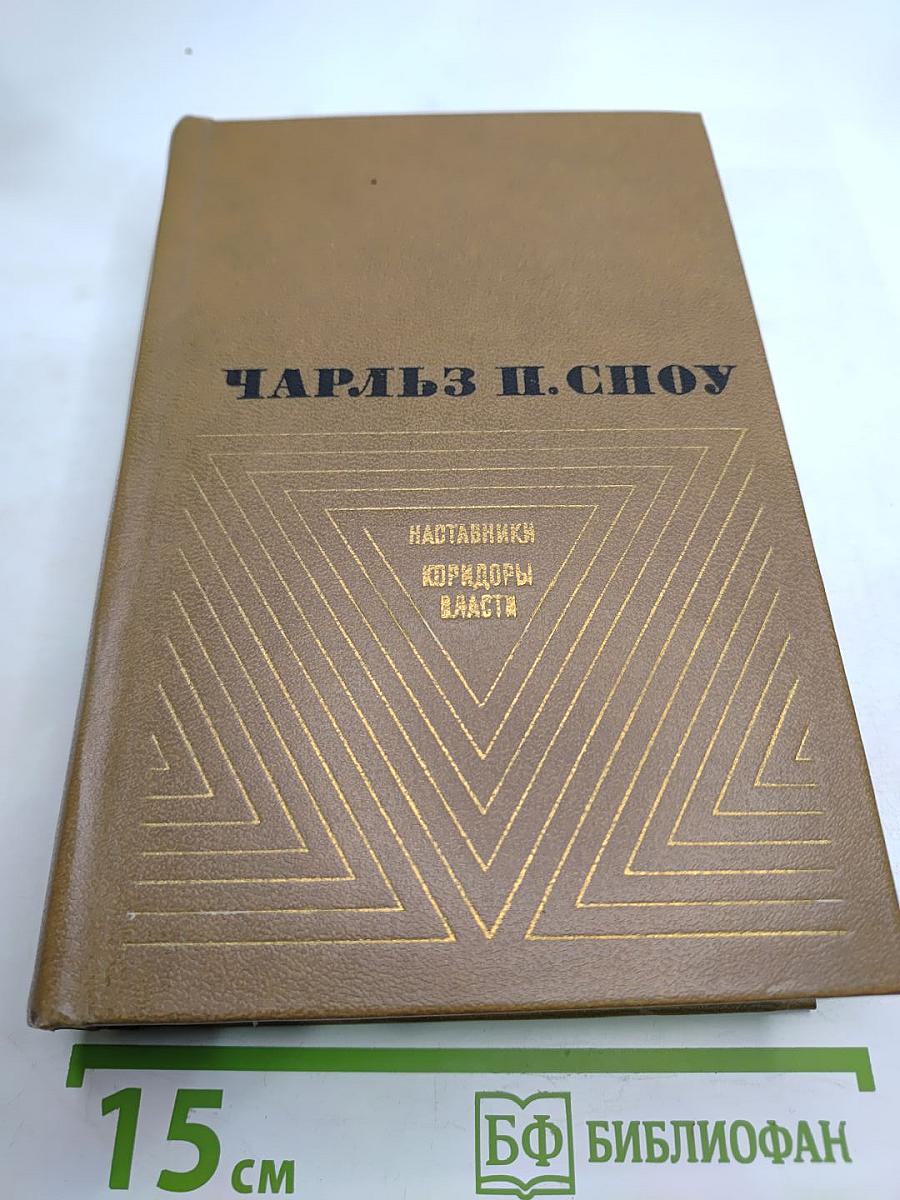 ЧАРЛЬЗ П. СНОУ
НАСТАВНИКИ
КОРИДОРЫ
ВЛАСТИ
15 см
БФ БИБЛИОФАН